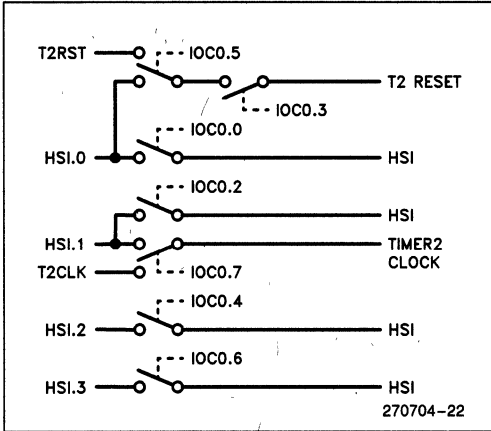 T2RST
IOC0.5
T2 RESET
IOC0.3
IOC0.0
HSI.0
HSI
IOC0.2
HSI
HSI.1
TIMER2
CLOCK
T2CLK
IOC0.7
IOC0.4
HSI.2
HSI
IOC0.6
HSI.3
HSI
270704-22